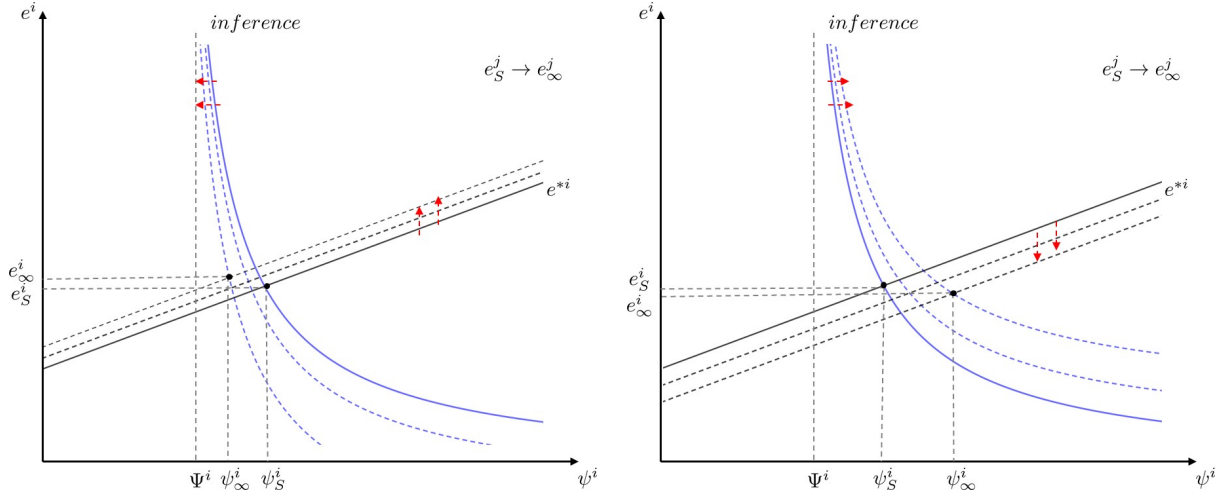 e^i
inference
e_S^j → e_∞^j
e^{*i}
e_∞^i
e_S^i
Ψ^i
ψ_∞^i
ψ_S^i
ψ^i
e^i
inference
e_S^j → e_∞^j
e^{*i}
e_S^i
e_∞^i
Ψ^i
ψ_S^i
ψ_∞^i
ψ^i